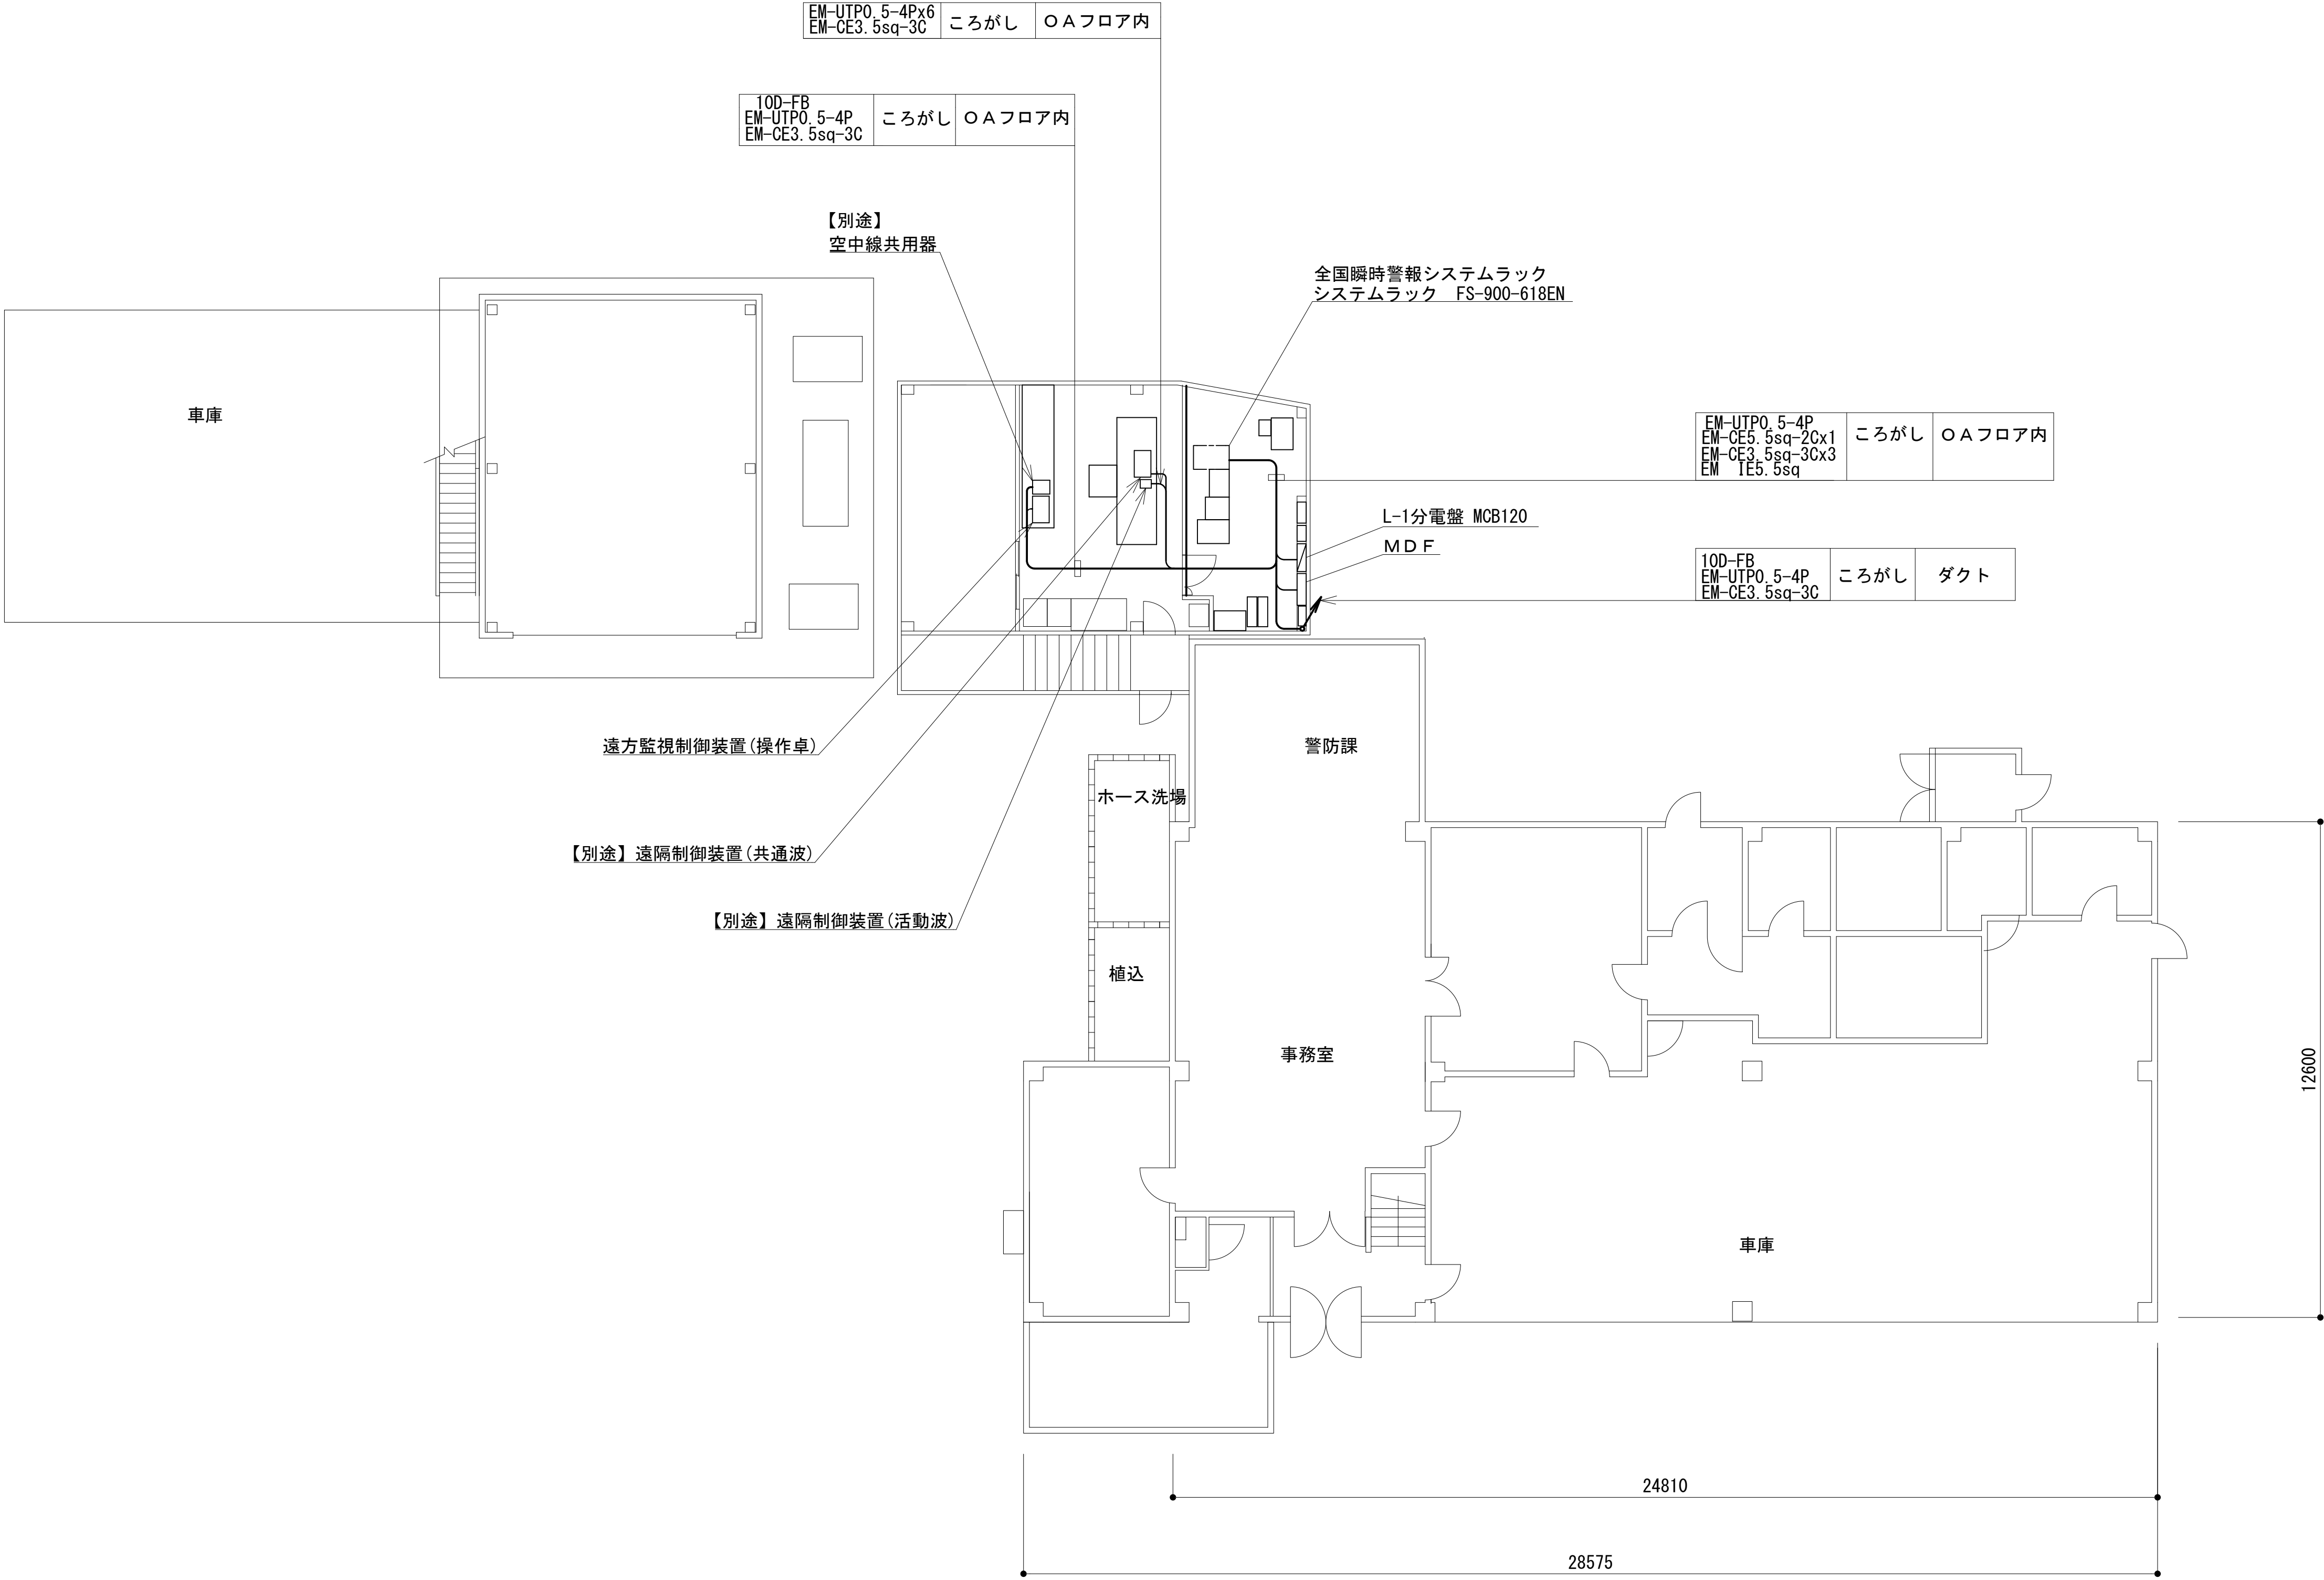 EM-UTP0.5-4Px6
EM-CE3.5sq-3C
ころがし
ＯＡフロア内
10D-FB
EM-UTP0.5-4P
EM-CE3.5sq-3C
ころがし
ＯＡフロア内
【別途】
空中線共用器
全国瞬時警報システムラック
システムラック　FS-900-618EN
車庫
EM-UTP0.5-4P
EM-CE5.5sq-2Cx1
EM-CE3.5sq-3Cx3
EM　IE5.5sq
ころがし
ＯＡフロア内
L-1分電盤 MCB120
ＭＤＦ
10D-FB
EM-UTP0.5-4P
EM-CE3.5sq-3C
ころがし
ダクト
遠方監視制御装置(操作卓)
警防課
ホース洗場
【別途】遠隔制御装置(共通波)
【別途】遠隔制御装置(活動波)
植込
事務室
12600
車庫
24810
28575